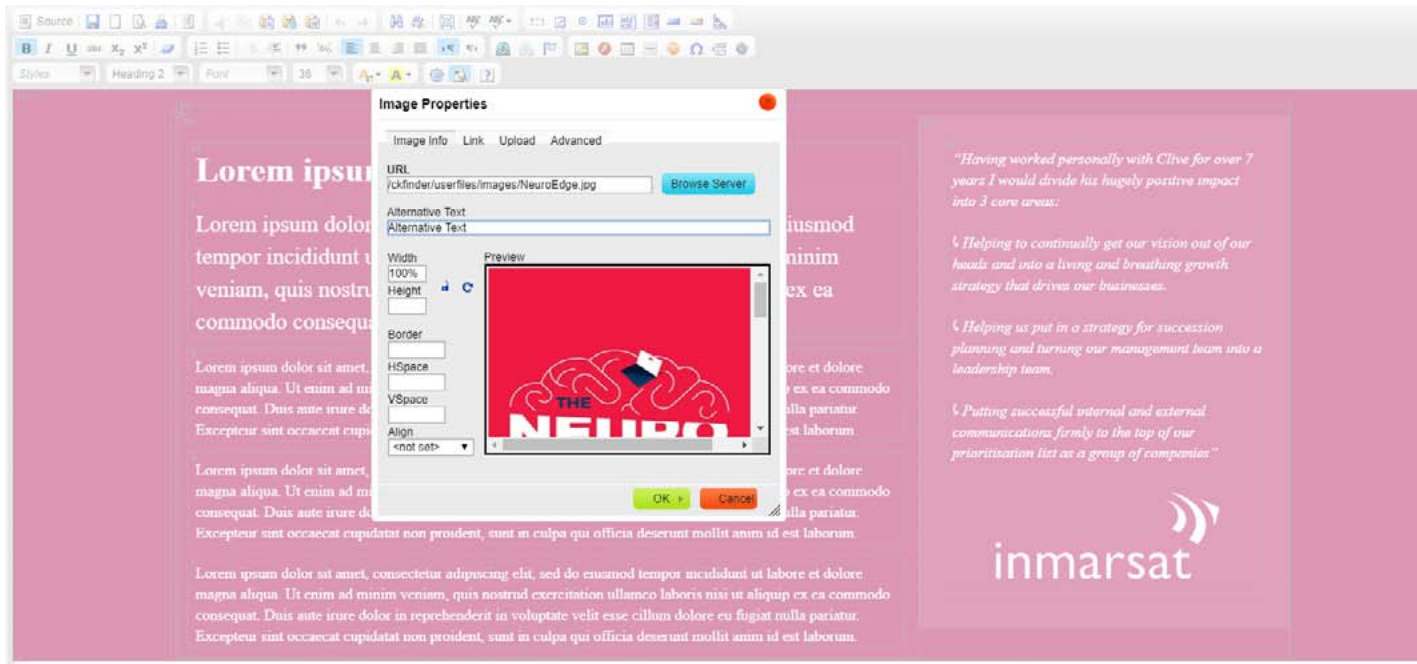 Source
B I U abc X₂ X²
Styles Heading 2 Font 36
Image Properties
Image Info Link Upload Advanced
URL
/ckfinder/userfiles/images/NeuroEdge.jpg Browse Server
Alternative Text
Alternative Text
Width Preview
100%
Height
Border
HSpace
VSpace
Align
<not set>
THE
NEURO
OK Cancel
Lorem ipsu
Lorem ipsum dolor iusmod
tempor incididunt u minim
veniam, quis nostru ex ea
commodo consequa
Lorem ipsum dolor sit amet, ore et dolore
magna aliqua. Ut enim ad mi ex ea commodo
consequat. Duis aute irure do ulla pariatur.
Excepteur sint occaecat cupi est laborum.
Lorem ipsum dolor sit amet, ore et dolore
magna aliqua. Ut enim ad mi ex ea commodo
consequat. Duis aute irure do ulla pariatur.
Excepteur sint occaecat cupidatat non proident, sunt in culpa qui officia deserunt mollit anim id est laborum.
Lorem ipsum dolor sit amet, consectetur adipiscing elit, sed do eiusmod tempor incididunt ut labore et dolore
magna aliqua. Ut enim ad minim veniam, quis nostrud exercitation ullamco laboris nisi ut aliquip ex ea commodo
consequat. Duis aute irure dolor in reprehenderit in voluptate velit esse cillum dolore eu fugiat nulla pariatur.
Excepteur sint occaecat cupidatat non proident, sunt in culpa qui officia deserunt mollit anim id est laborum.
"Having worked personally with Clive for over 7
years I would divide his hugely positive impact
into 3 core areas:
Helping to continually get our vision out of our
heads and into a living and breathing growth
strategy that drives our businesses.
Helping us put in a strategy for succession
planning and turning our management team into a
leadership team.
Putting successful internal and external
communications firmly to the top of our
prioritisation list as a group of companies"
inmarsat